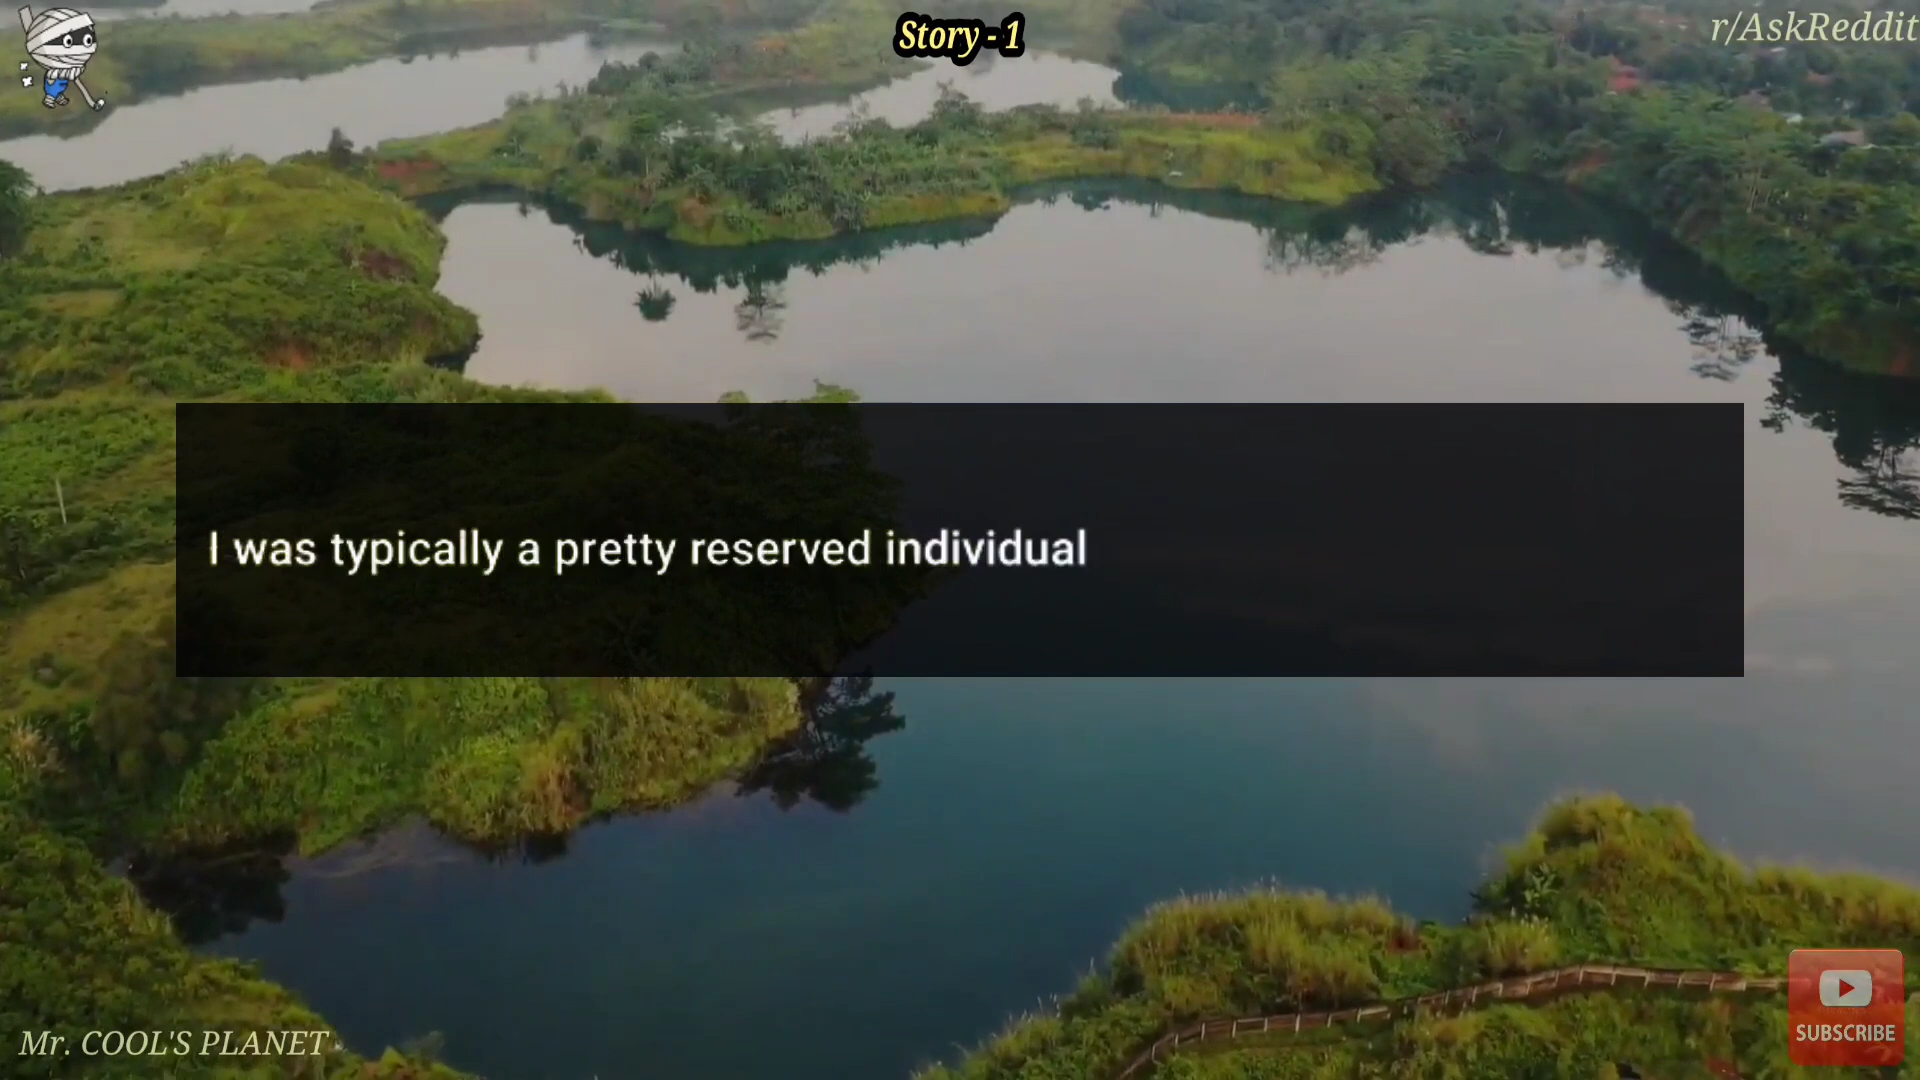 Story - 1
r/AskReddit
I was typically a pretty reserved individual
Mr. COOL'S PLANET
SUBSCRIBE